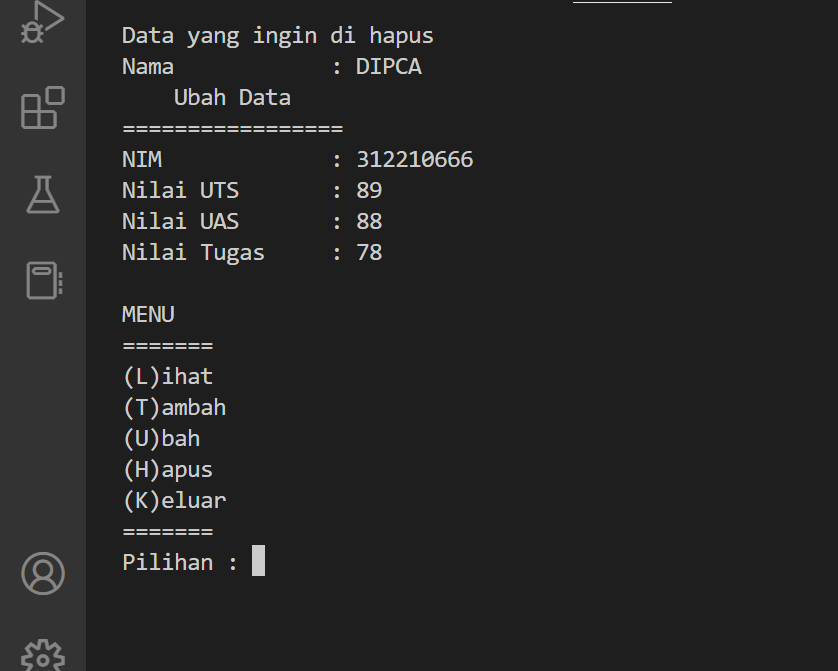 Data yang ingin di hapus
Nama            : DIPCA
    Ubah Data
=================
NIM             : 312210666
Nilai UTS       : 89
Nilai UAS       : 88
Nilai Tugas     : 78
MENU
=======
(L)ihat
(T)ambah
(U)bah
(H)apus
(K)eluar
=======
Pilihan :